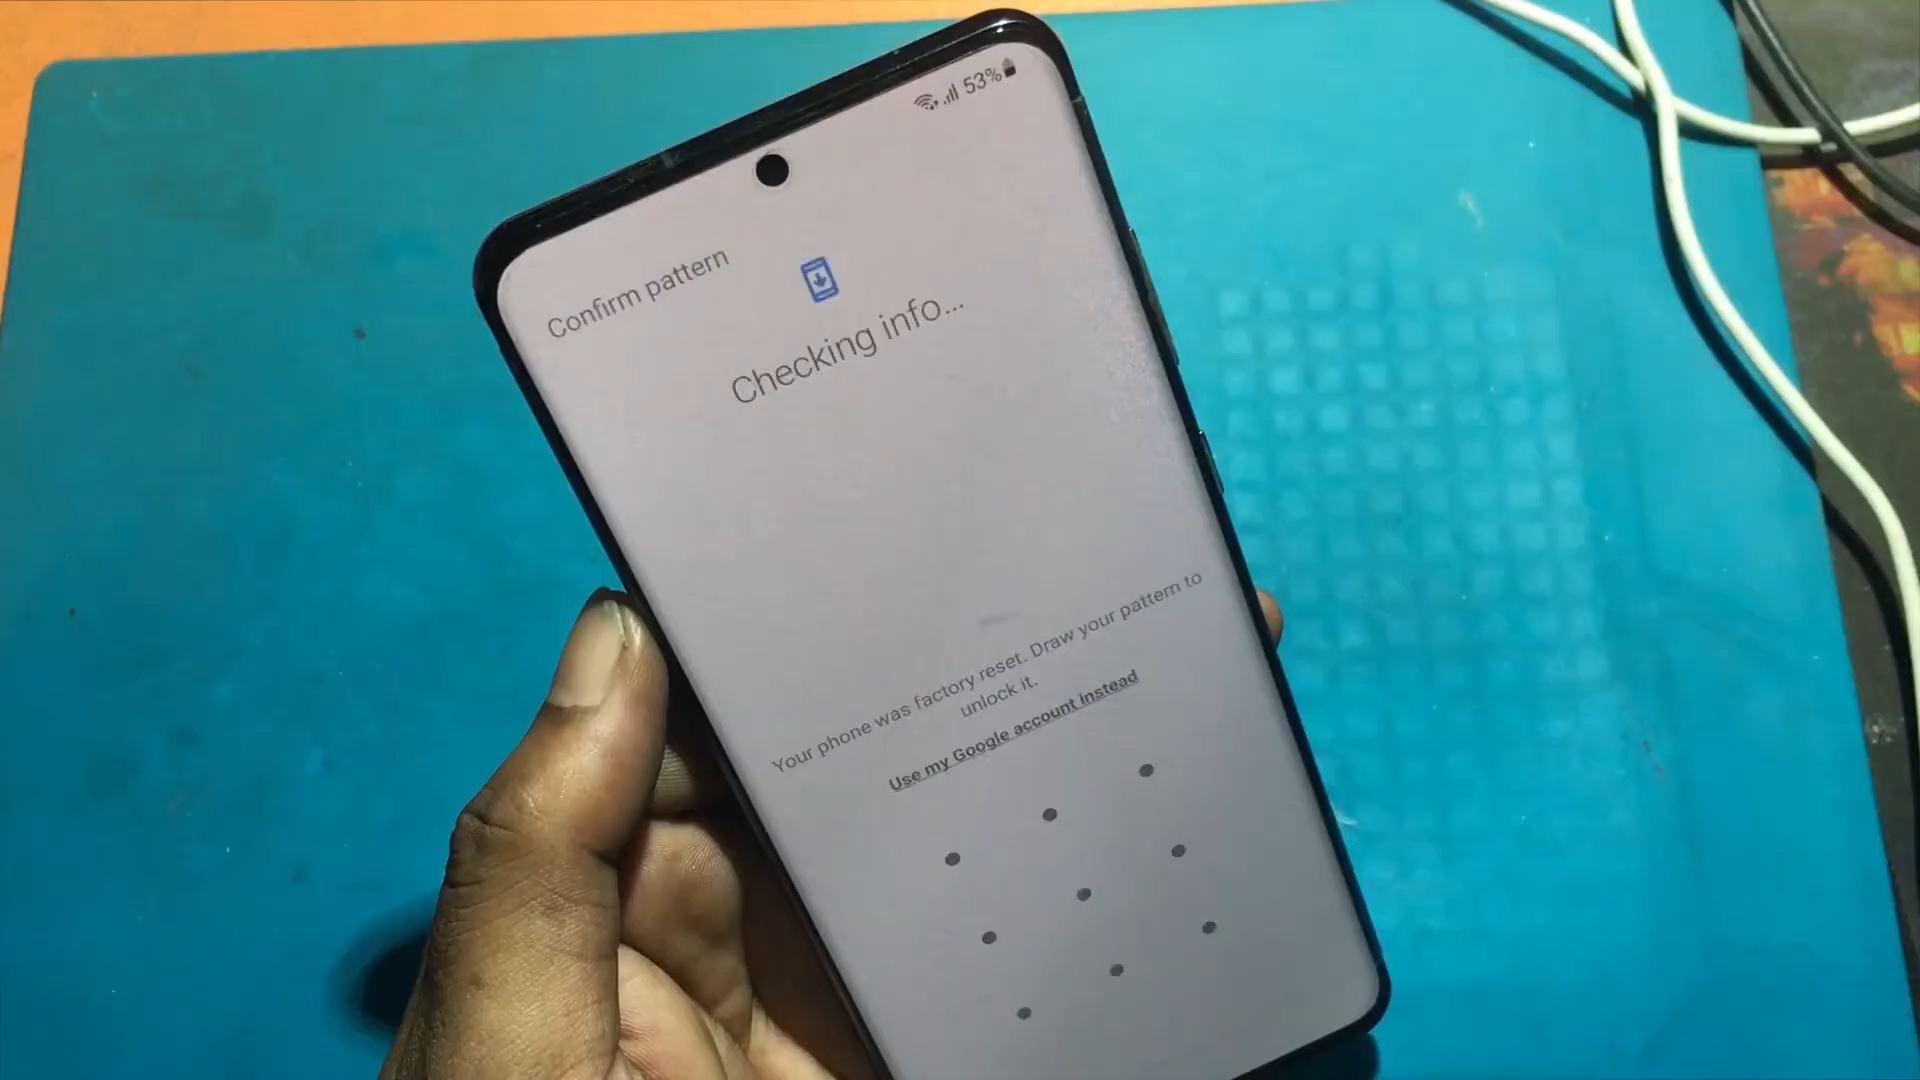 53%
Confirm pattern
Checking info...
Your phone was factory reset. Draw your pattern to
unlock it.
Use my Google account instead